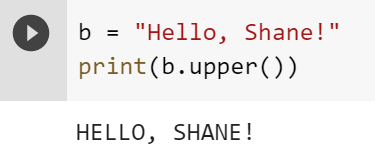 b = "Hello, Shane!"
print(b.upper())
HELLO, SHANE!